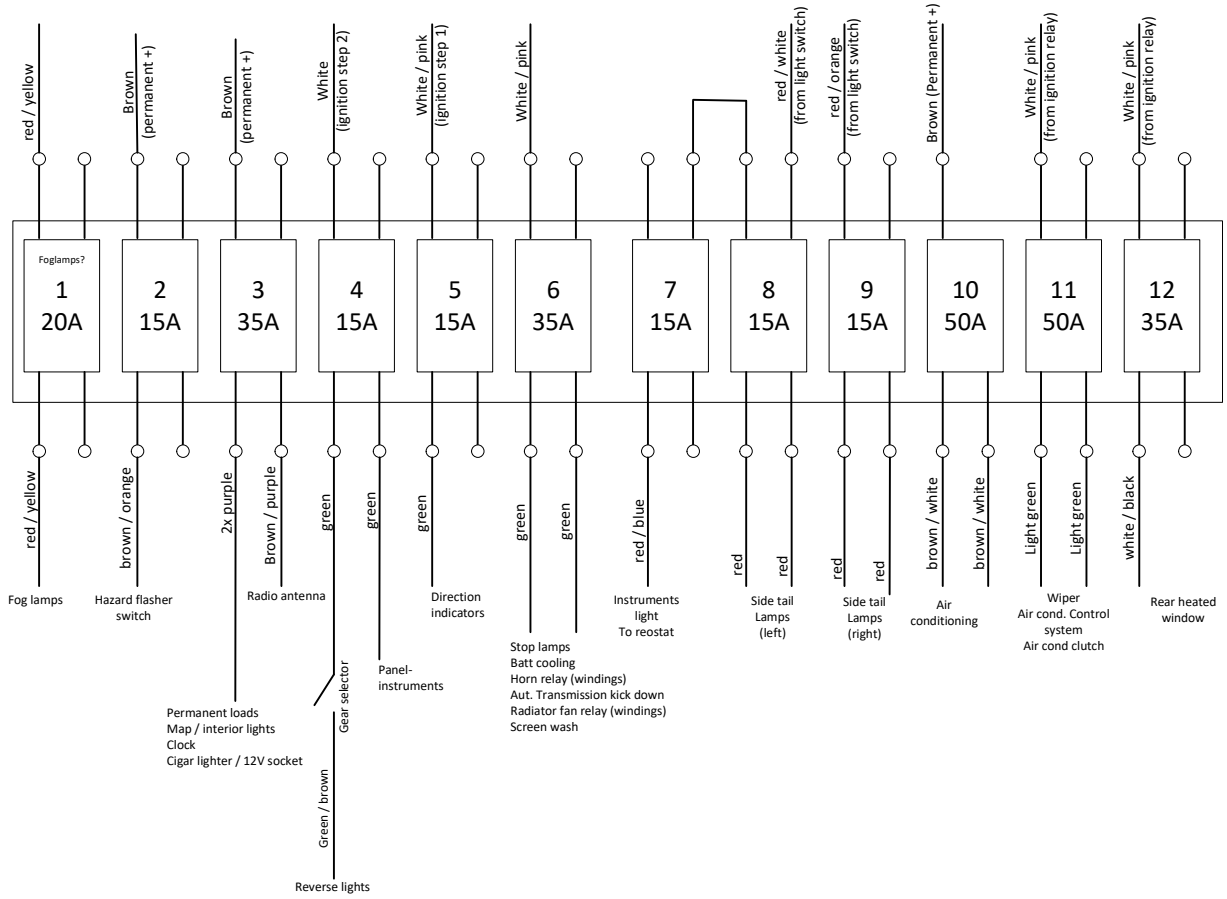 red / yellow
Brown
(permanent +)
Brown
(permanent +)
White
(ignition step 2)
White / pink
(ignition step 1)
White / pink
red / white
(from light switch)
red / orange
(from light switch)
Brown (Permanent +)
White / pink
(from ignition relay)
White / pink
(from ignition relay)
Foglamps?
1
20A
2
15A
3
35A
4
15A
5
15A
6
35A
7
15A
8
15A
9
15A
10
50A
11
50A
12
35A
red / yellow
brown / orange
2x purple
Brown / purple
green
green
green
green
green
red / blue
red
red
red
red
brown / white
brown / white
Light green
Light green
white / black
Fog lamps
Hazard flasher
switch
Radio antenna
Direction
indicators
Instruments
light
To reostat
Side tail
Lamps
(left)
Side tail
Lamps
(right)
Air
conditioning
Wiper
Air cond. Control
system
Air cond clutch
Rear heated
window
Stop lamps
Batt cooling
Horn relay (windings)
Aut. Transmission kick down
Radiator fan relay (windings)
Screen wash
Panel-
instruments
Gear selector
Permanent loads
Map / interior lights
Clock
Cigar lighter / 12V socket
Green / brown
Reverse lights